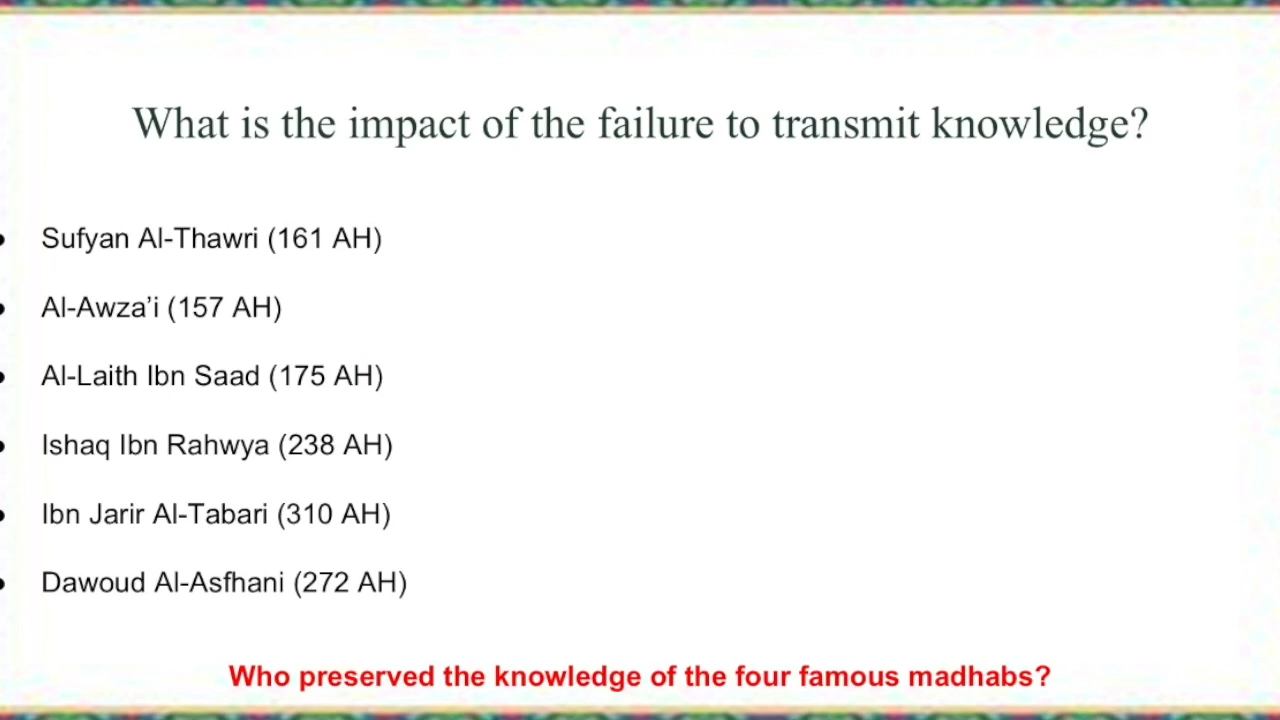 What is the impact of the failure to transmit knowledge?
• Sufyan Al-Thawri (161 AH)
• Al-Awza’i (157 AH)
• Al-Laith Ibn Saad (175 AH)
• Ishaq Ibn Rahwya (238 AH)
• Ibn Jarir Al-Tabari (310 AH)
• Dawoud Al-Asfhani (272 AH)
Who preserved the knowledge of the four famous madhabs?